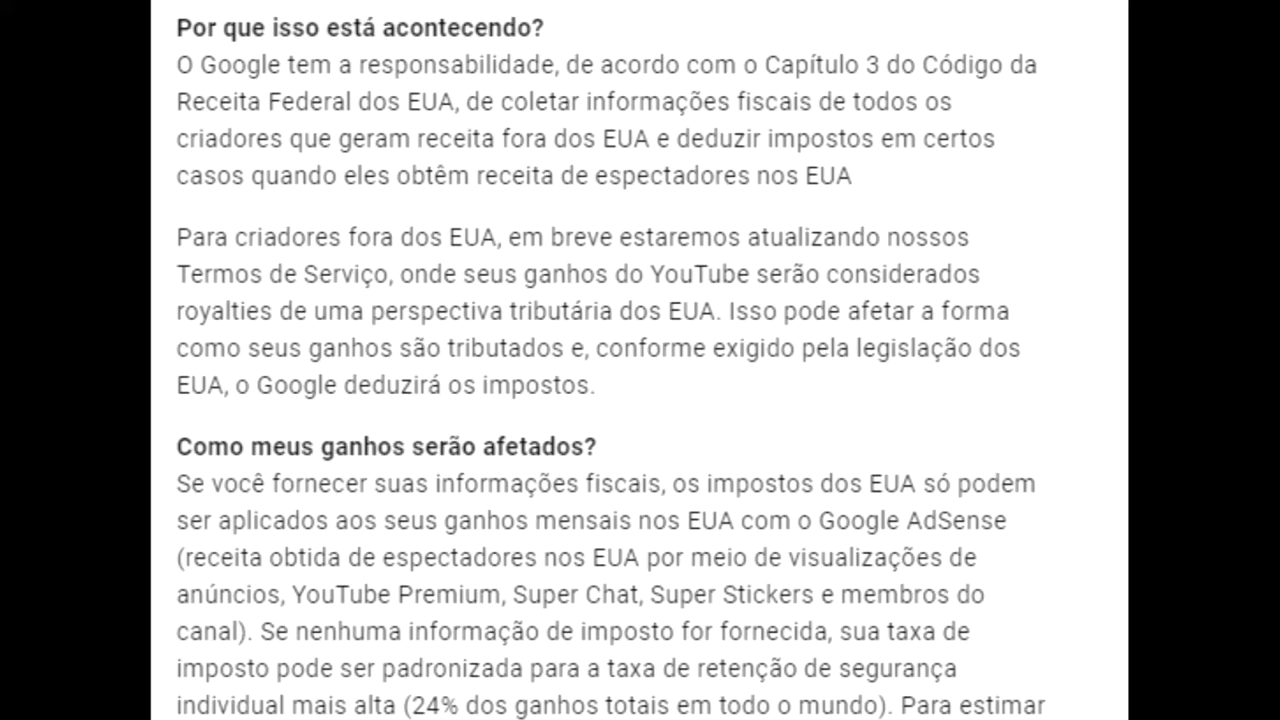 Por que isso está acontecendo?
O Google tem a responsabilidade, de acordo com o Capítulo 3 do Código da
Receita Federal dos EUA, de coletar informações fiscais de todos os
criadores que geram receita fora dos EUA e deduzir impostos em certos
casos quando eles obtêm receita de espectadores nos EUA
Para criadores fora dos EUA, em breve estaremos atualizando nossos
Termos de Serviço, onde seus ganhos do YouTube serão considerados
royalties de uma perspectiva tributária dos EUA. Isso pode afetar a forma
como seus ganhos são tributados e, conforme exigido pela legislação dos
EUA, o Google deduzirá os impostos.
Como meus ganhos serão afetados?
Se você fornecer suas informações fiscais, os impostos dos EUA só podem
ser aplicados aos seus ganhos mensais nos EUA com o Google AdSense
(receita obtida de espectadores nos EUA por meio de visualizações de
anúncios, YouTube Premium, Super Chat, Super Stickers e membros do
canal). Se nenhuma informação de imposto for fornecida, sua taxa de
imposto pode ser padronizada para a taxa de retenção de segurança
individual mais alta (24% dos ganhos totais em todo o mundo). Para estimar